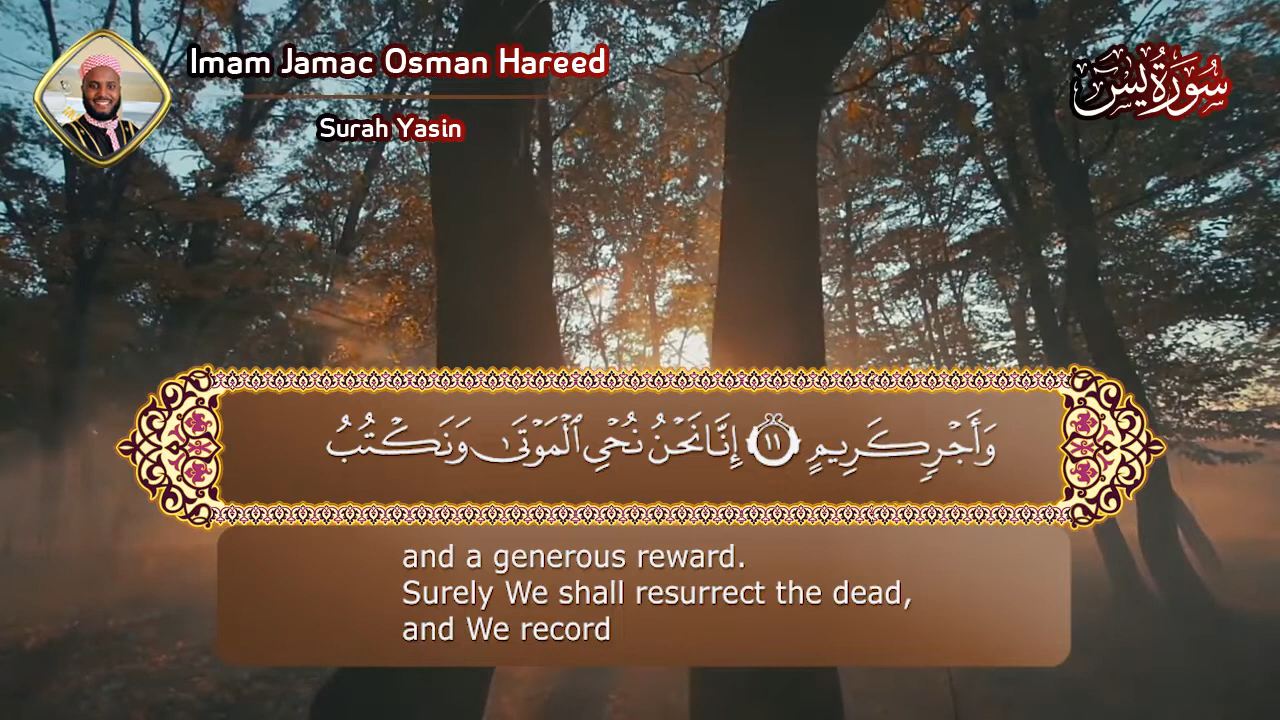 Imam Jamac Osman Hareed
سُورَةُ يسٓ
Surah Yasin
وَأَجْرٍ كَرِيمٍ ١١ إِنَّا نَحْنُ نُحْيِ ٱلْمَوْتَىٰ وَنَكْتُبُ
and a generous reward.
Surely We shall resurrect the dead,
and We record